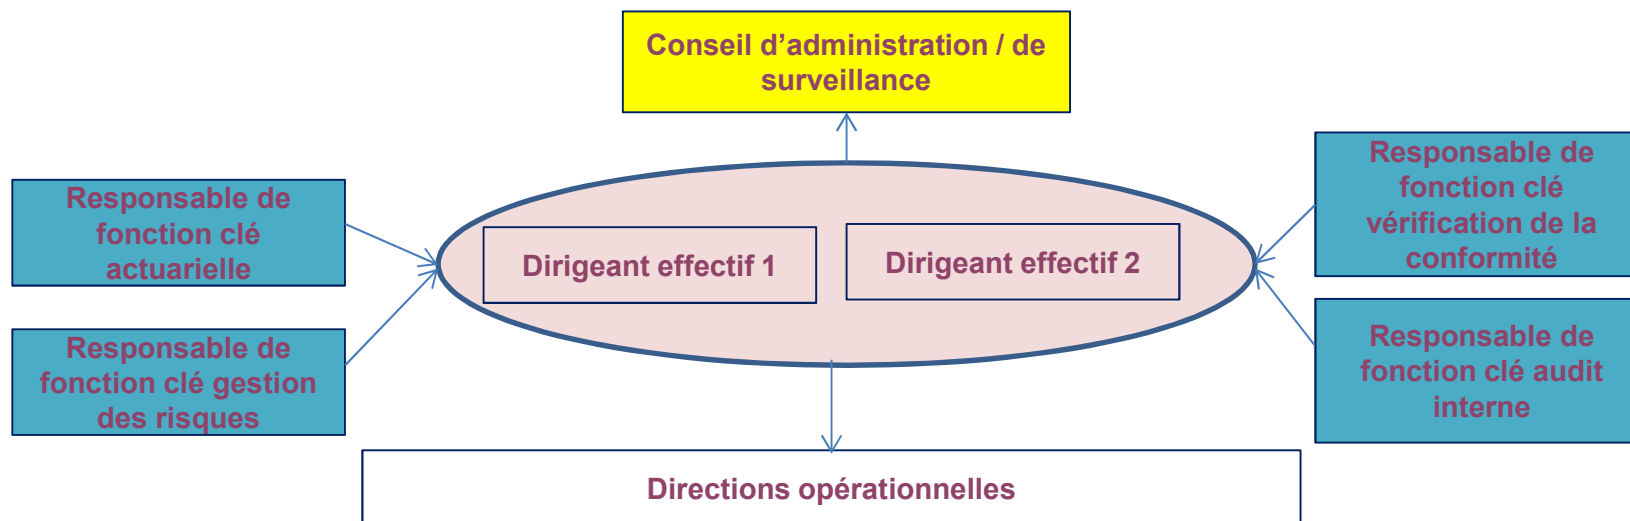 Conseil d’administration / de
surveillance
Responsable de
fonction clé
actuarielle
Responsable de
fonction clé gestion
des risques
Dirigeant effectif 1
Dirigeant effectif 2
Responsable de
fonction clé
vérification de la
conformité
Responsable de
fonction clé audit
interne
Directions opérationnelles